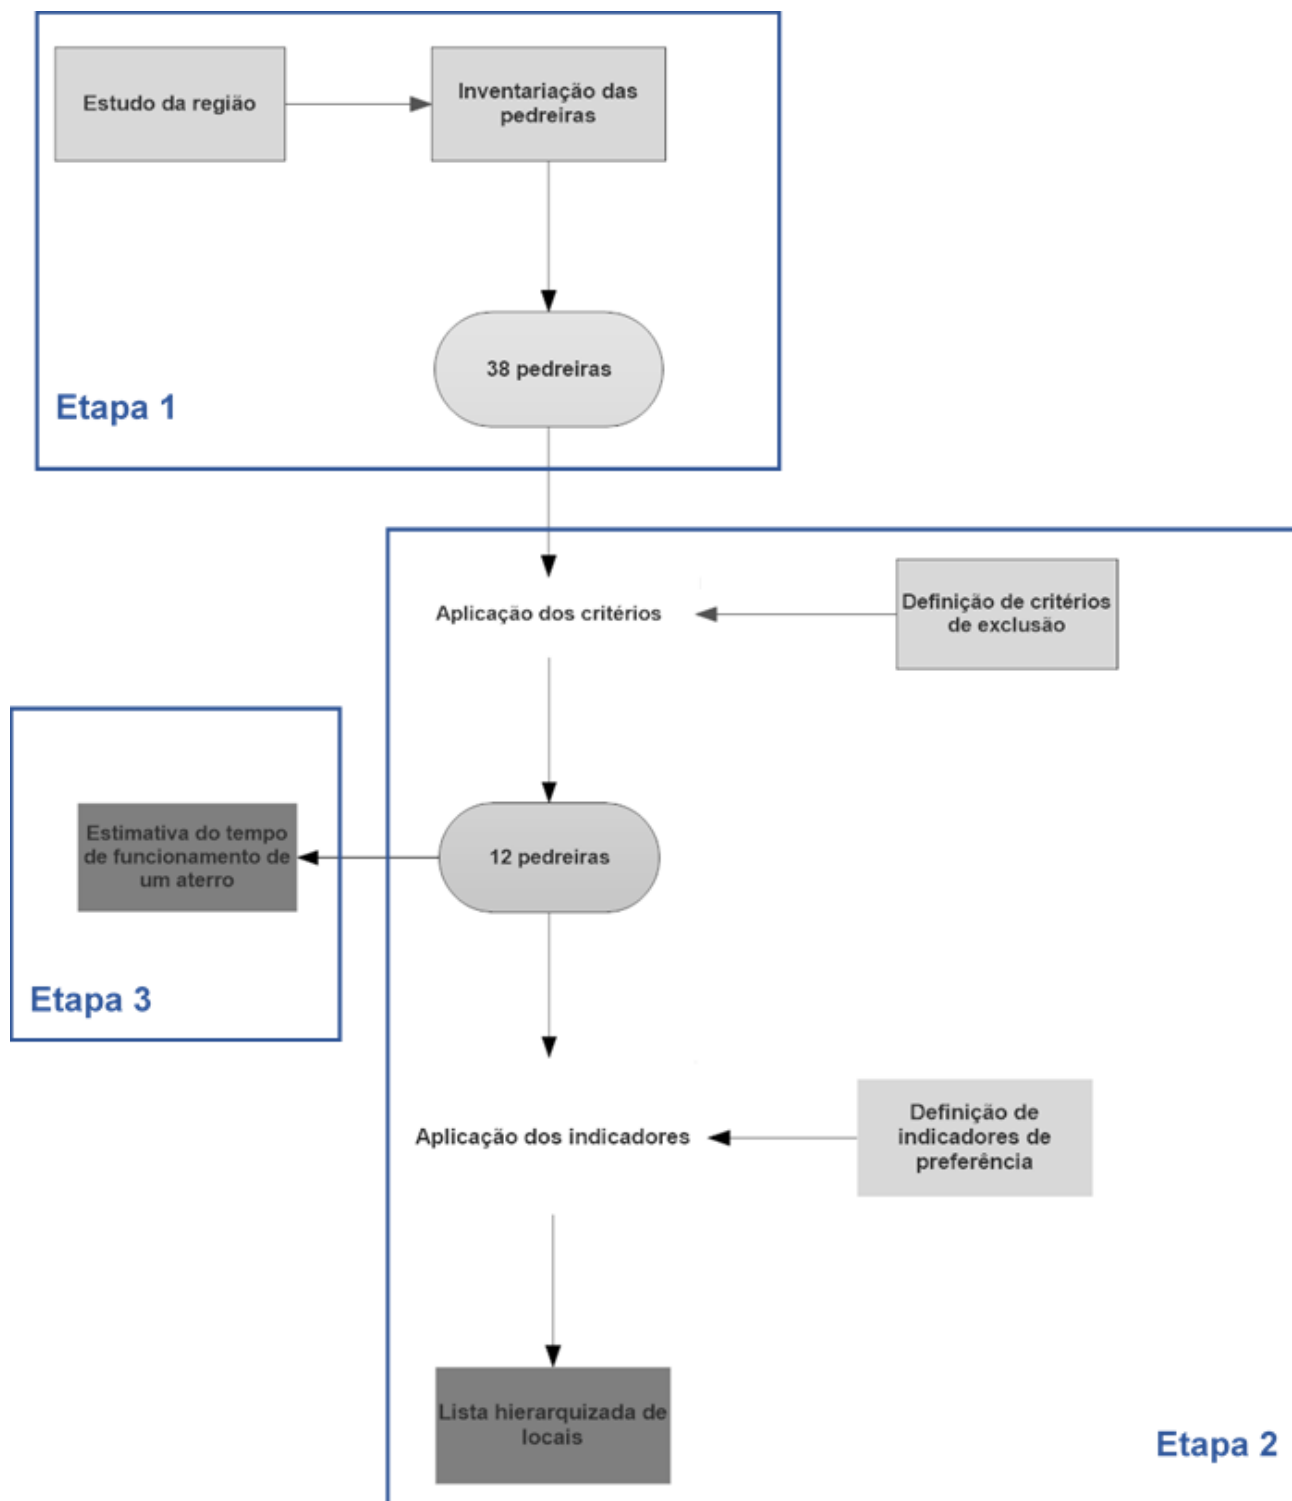 Estudo da região
Inventariação das
pedreiras
38 pedreiras
Etapa 1
Aplicação dos critérios
Definição de critérios
de exclusão
Estimativa do tempo
de funcionamento de
um aterro
12 pedreiras
Etapa 3
Aplicação dos indicadores
Definição de
indicadores de
preferência
Lista hierarquizada de
locais
Etapa 2